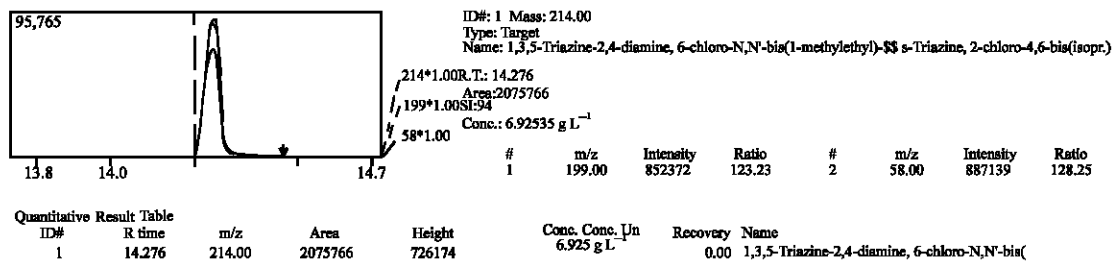 95,765
13.8 14.0 14.7
214*1.00
199*1.00
58*1.00
ID#: 1 Mass: 214.00
Type: Target
Name: 1,3,5-Triazine-2,4-diamine, 6-chloro-N,N'-bis(1-methylethyl)-$$ s-Triazine, 2-chloro-4,6-bis(isopr.)
R.T.: 14.276
Area:2075766
SI:94
Conc.: 6.92535 g L⁻¹
# m/z Intensity Ratio # m/z Intensity Ratio
1 199.00 852372 123.23 2 58.00 887139 128.25
Quantitative Result Table
ID# R time m/z Area Height Conc. Conc. Un Recovery Name
1 14.276 214.00 2075766 726174 6.925 g L⁻¹ 0.00 1,3,5-Triazine-2,4-diamine, 6-chloro-N,N'-bis(